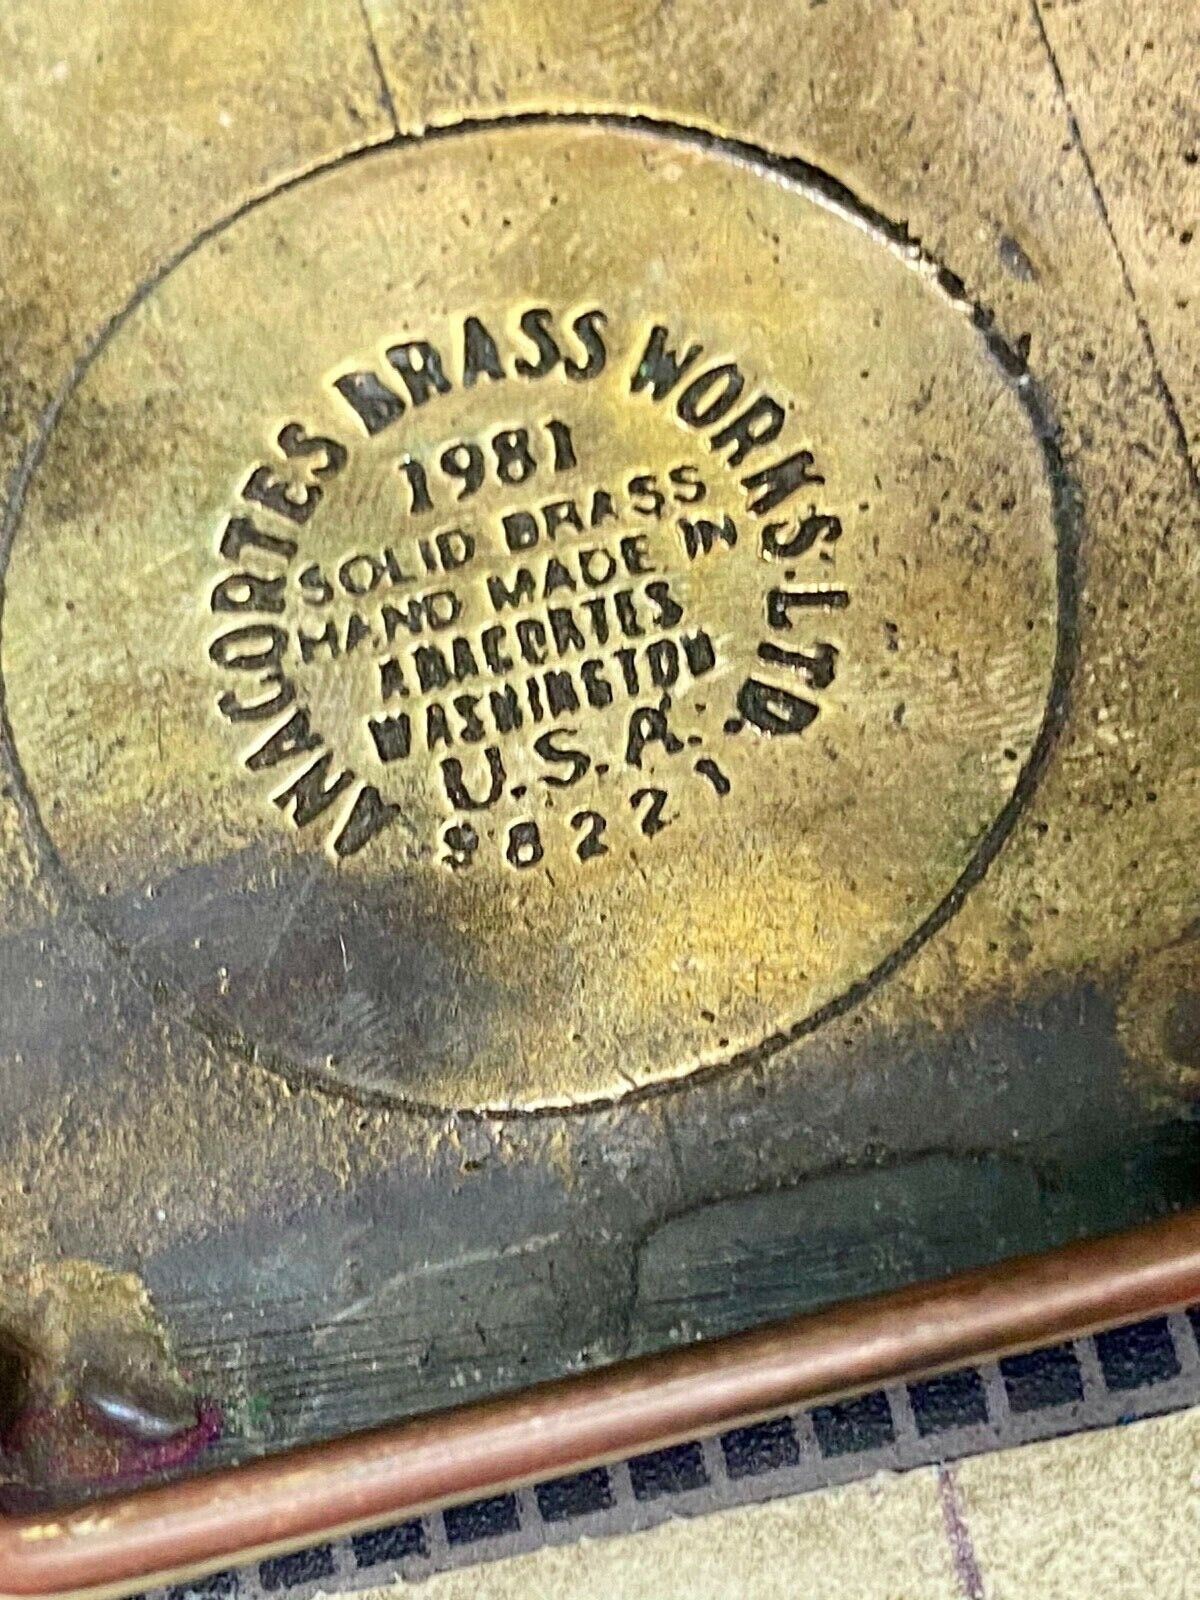 ANACORTES BRASS WORKS. LTD.
1981
SOLID BRASS
HAND MADE IN
ANACORTES
WASHINGTON
U.S.A.
98221